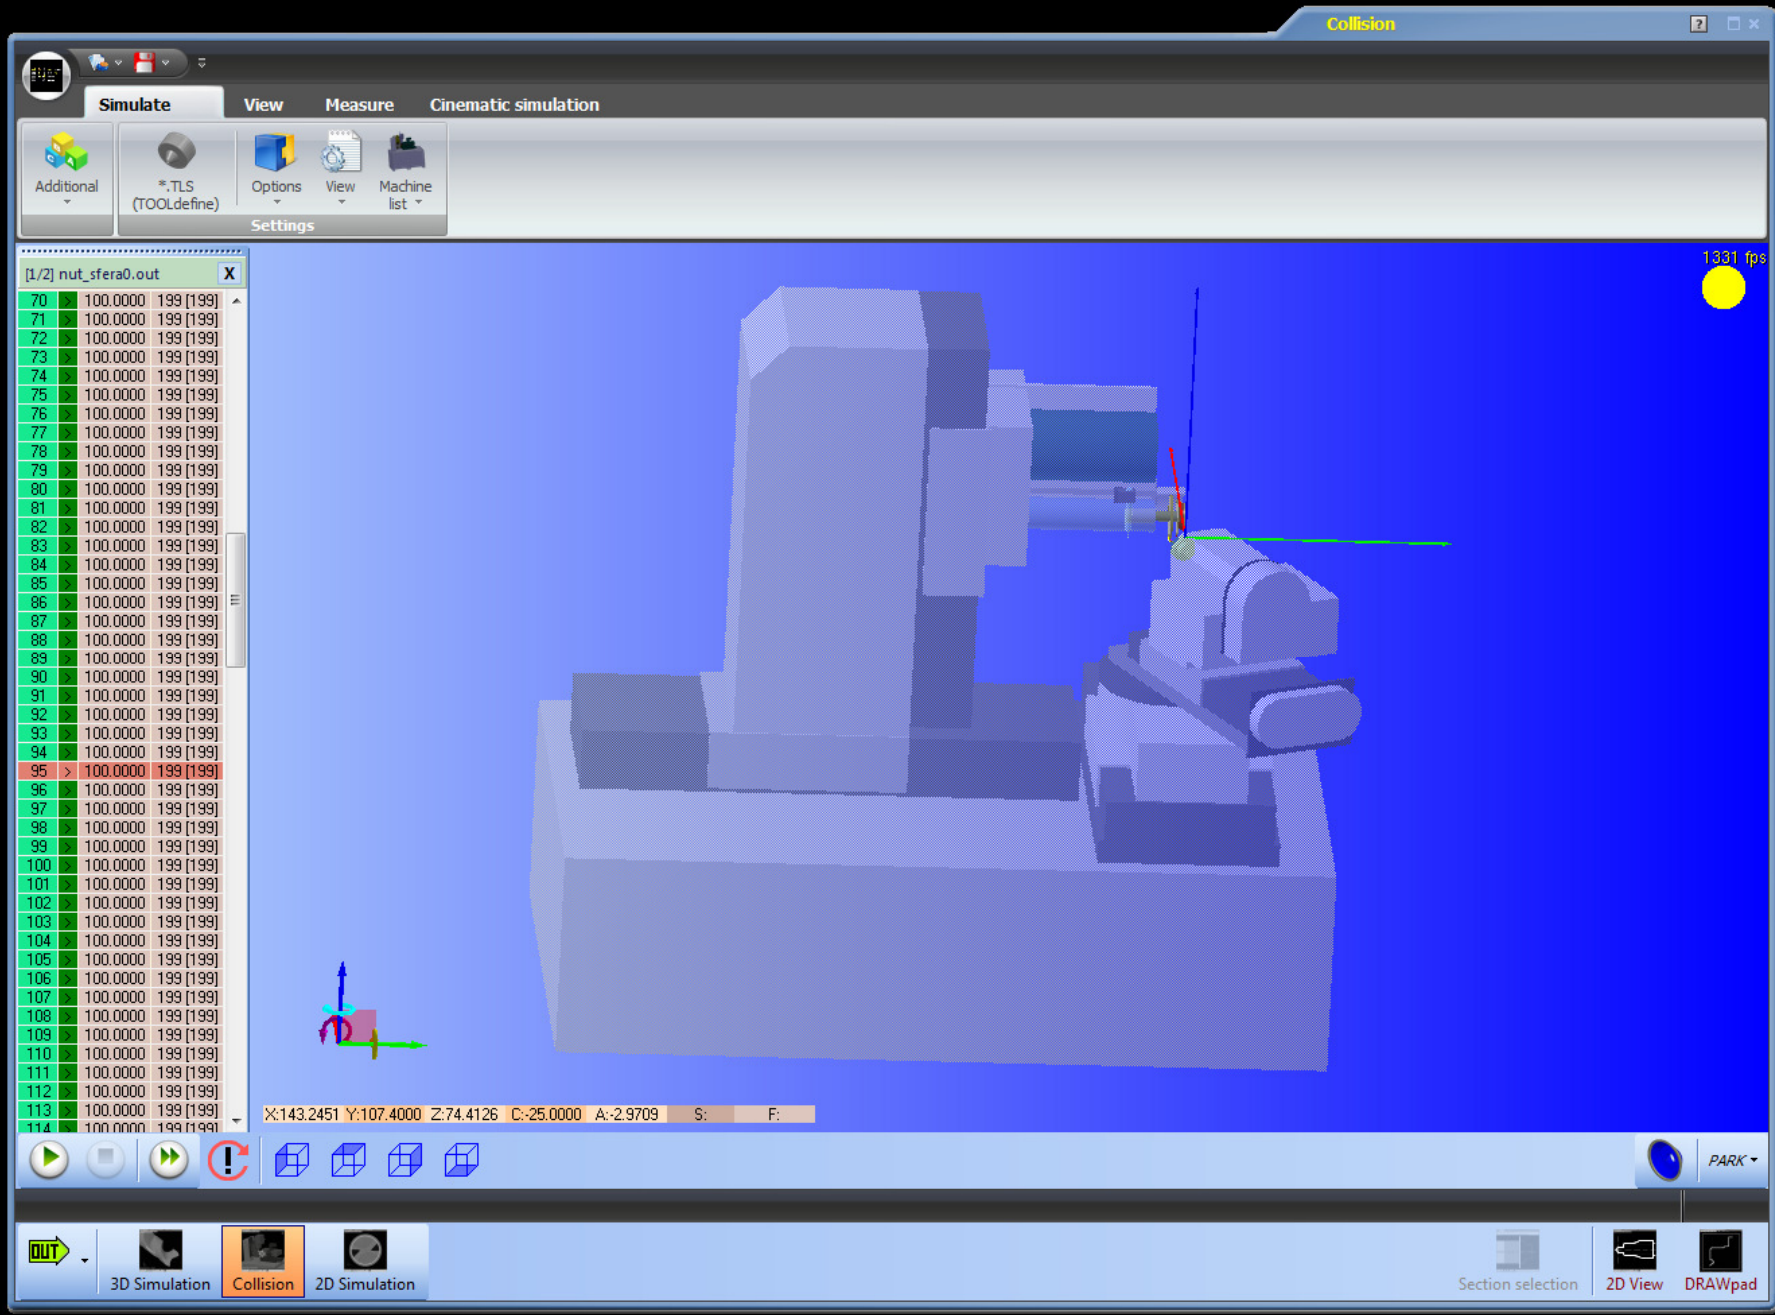 Collision
?
Simulate View Measure Cinematic simulation
Additional
*.TLS
(TOOLdefine)
Options
View
Machine
list
Settings
[1/2] nut_sfera0.out X
1331 fps
70 > 100.0000 199 [199]
71 > 100.0000 199 [199]
72 > 100.0000 199 [199]
73 > 100.0000 199 [199]
74 > 100.0000 199 [199]
75 > 100.0000 199 [199]
76 > 100.0000 199 [199]
77 > 100.0000 199 [199]
78 > 100.0000 199 [199]
79 > 100.0000 199 [199]
80 > 100.0000 199 [199]
81 > 100.0000 199 [199]
82 > 100.0000 199 [199]
83 > 100.0000 199 [199]
84 > 100.0000 199 [199]
85 > 100.0000 199 [199]
86 > 100.0000 199 [199]
87 > 100.0000 199 [199]
88 > 100.0000 199 [199]
89 > 100.0000 199 [199]
90 > 100.0000 199 [199]
91 > 100.0000 199 [199]
92 > 100.0000 199 [199]
93 > 100.0000 199 [199]
94 > 100.0000 199 [199]
95 > 100.0000 199 [199]
96 > 100.0000 199 [199]
97 > 100.0000 199 [199]
98 > 100.0000 199 [199]
99 > 100.0000 199 [199]
100 > 100.0000 199 [199]
101 > 100.0000 199 [199]
102 > 100.0000 199 [199]
103 > 100.0000 199 [199]
104 > 100.0000 199 [199]
105 > 100.0000 199 [199]
106 > 100.0000 199 [199]
107 > 100.0000 199 [199]
108 > 100.0000 199 [199]
109 > 100.0000 199 [199]
110 > 100.0000 199 [199]
111 > 100.0000 199 [199]
112 > 100.0000 199 [199]
113 > 100.0000 199 [199]
114 > 100.0000 199 [199]
X:143.2451 Y:107.4000 Z:74.4126 C:-25.0000 A:-2.9709 S: F:
PARK
OUT
3D Simulation Collision 2D Simulation Section selection 2D View DRAWpad